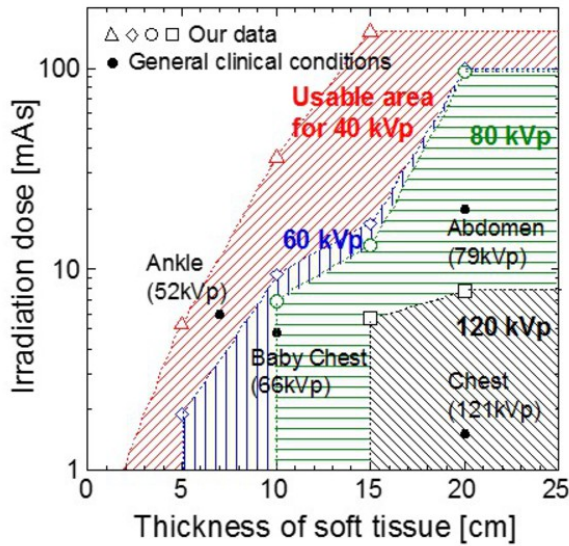 △ ◇ ○ □ Our data
● General clinical conditions
100
Usable area
for 40 kVp
80 kVp
60 kVp
Abdomen
(79kVp)
Ankle
(52kVp)
10
120 kVp
Baby Chest
(66kVp)
Chest
(121kVp)
1
0 5 10 15 20 25
Thickness of soft tissue [cm]
Irradiation dose [mAs]